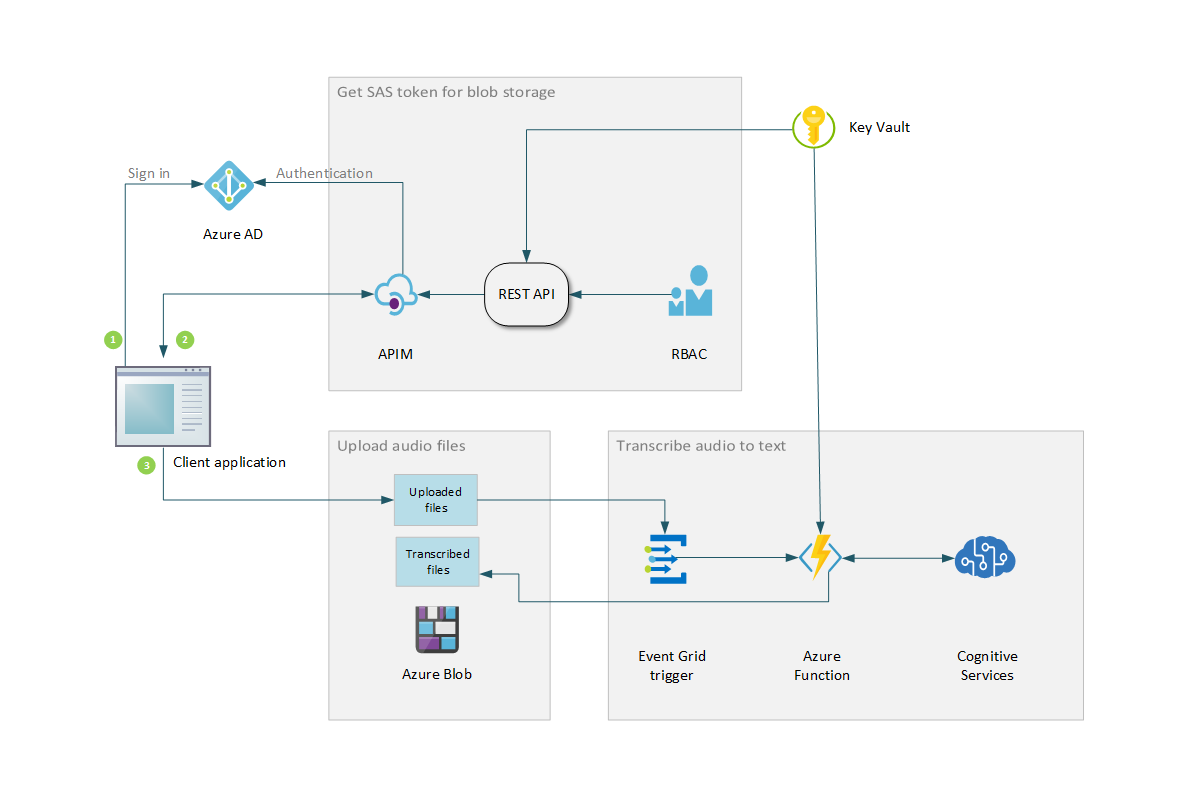 Get SAS token for blob storage
Key Vault
Sign in
Authentication
Azure AD
REST API
APIM
RBAC
1
2
3
Client application
Upload audio files
Uploaded
files
Transcribed
files
Azure Blob
Transcribe audio to text
Event Grid
trigger
Azure
Function
Cognitive
Services